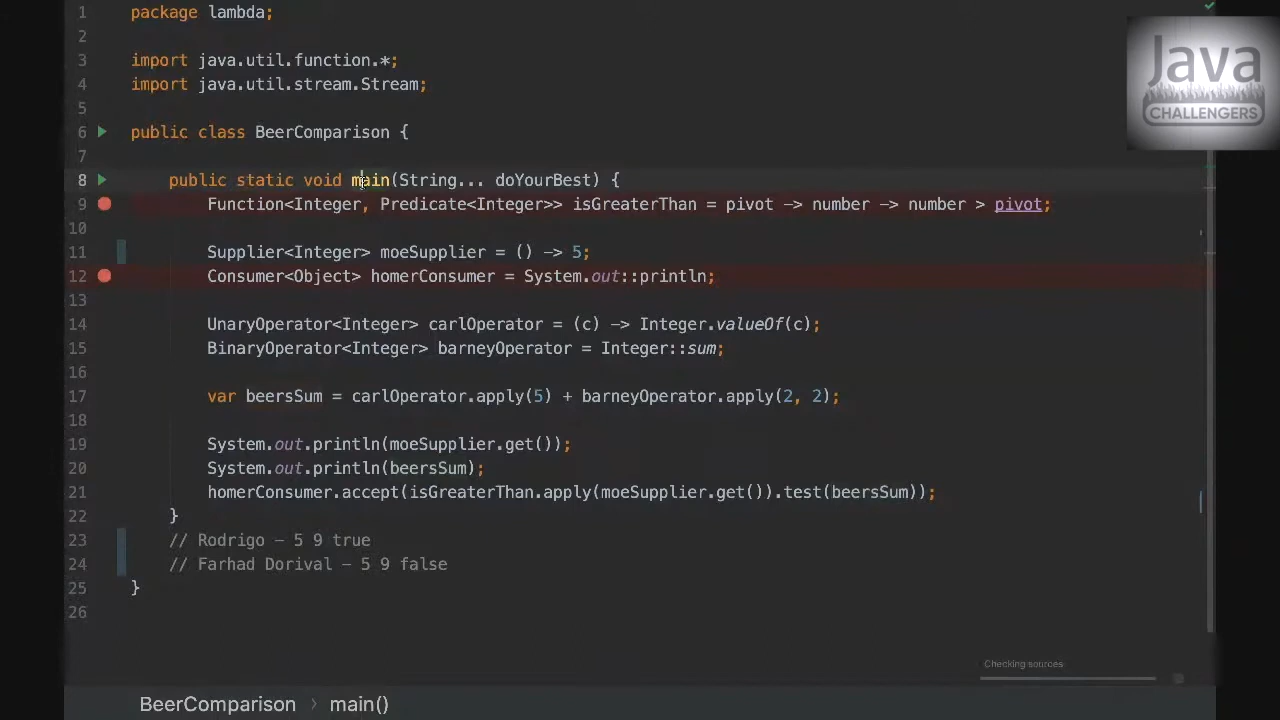 1 package lambda;
2
3 import java.util.function.*;
4 import java.util.stream.Stream;
5
6 public class BeerComparison {
7
8 public static void main(String... doYourBest) {
9 Function<Integer, Predicate<Integer>> isGreaterThan = pivot -> number -> number > pivot;
10
11 Supplier<Integer> moeSupplier = () -> 5;
12 Consumer<Object> homerConsumer = System.out::println;
13
14 UnaryOperator<Integer> carlOperator = (c) -> Integer.valueOf(c);
15 BinaryOperator<Integer> barneyOperator = Integer::sum;
16
17 var beersSum = carlOperator.apply(5) + barneyOperator.apply(2, 2);
18
19 System.out.println(moeSupplier.get());
20 System.out.println(beersSum);
21 homerConsumer.accept(isGreaterThan.apply(moeSupplier.get()).test(beersSum));
22 }
23 // Rodrigo – 5 9 true
24 // Farhad Dorival – 5 9 false
25 }
26
Java
CHALLENGERS
Checking sources
BeerComparison › main()